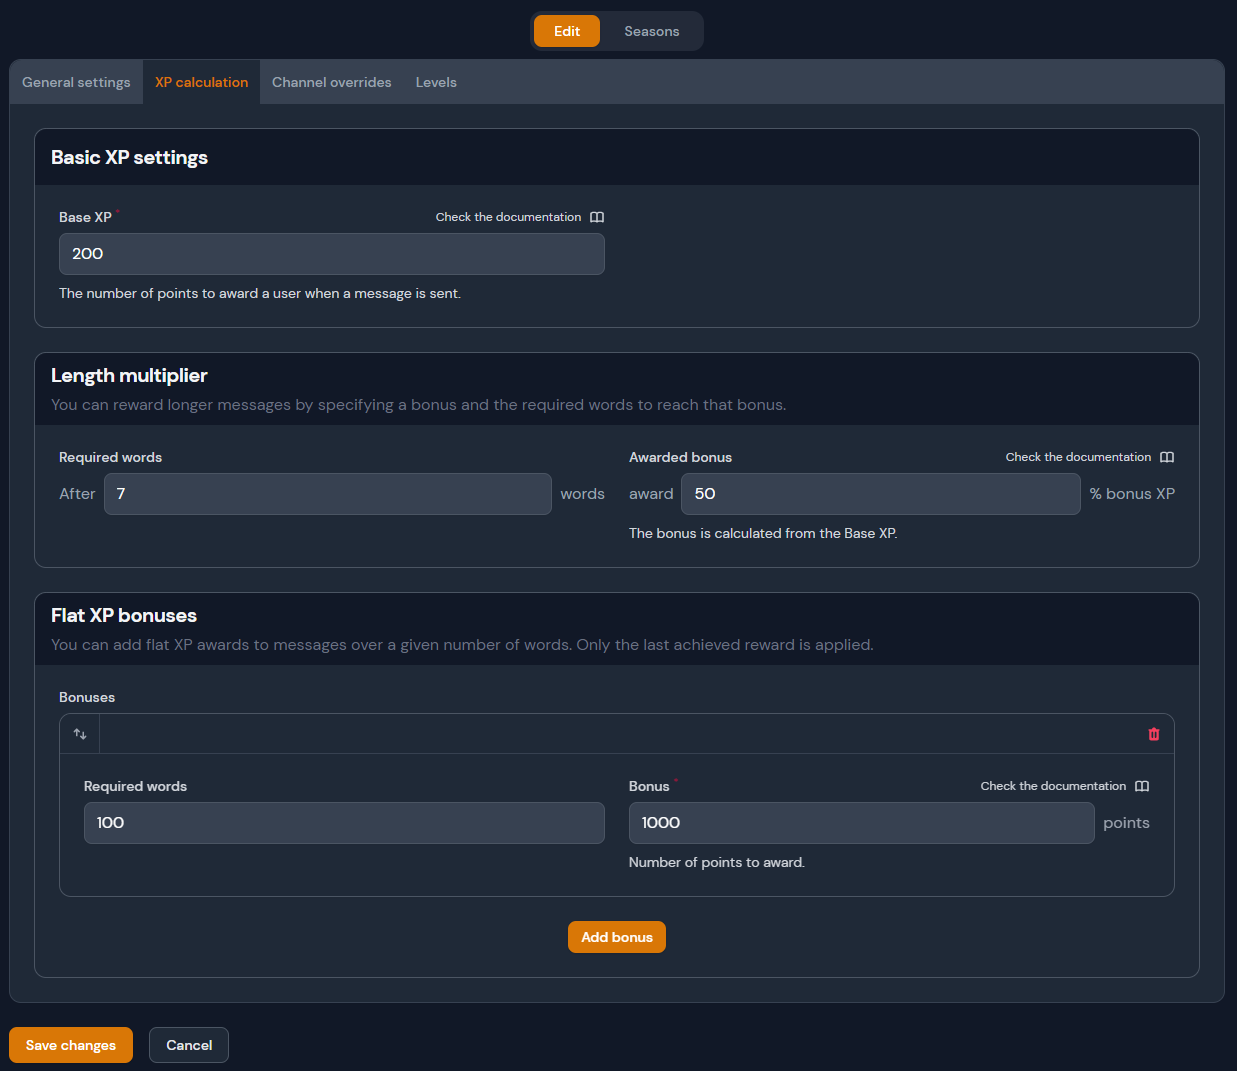 Edit Seasons
General settings XP calculation Channel overrides Levels
Basic XP settings
Base XP * Check the documentation
200
The number of points to award a user when a message is sent.
Length multiplier
You can reward longer messages by specifying a bonus and the required words to reach that bonus.
Required words Awarded bonus Check the documentation
After 7 words award 50 % bonus XP
The bonus is calculated from the Base XP.
Flat XP bonuses
You can add flat XP awards to messages over a given number of words. Only the last achieved reward is applied.
Bonuses
Required words Bonus * Check the documentation
100 1000 points
Number of points to award.
Add bonus
Save changes Cancel